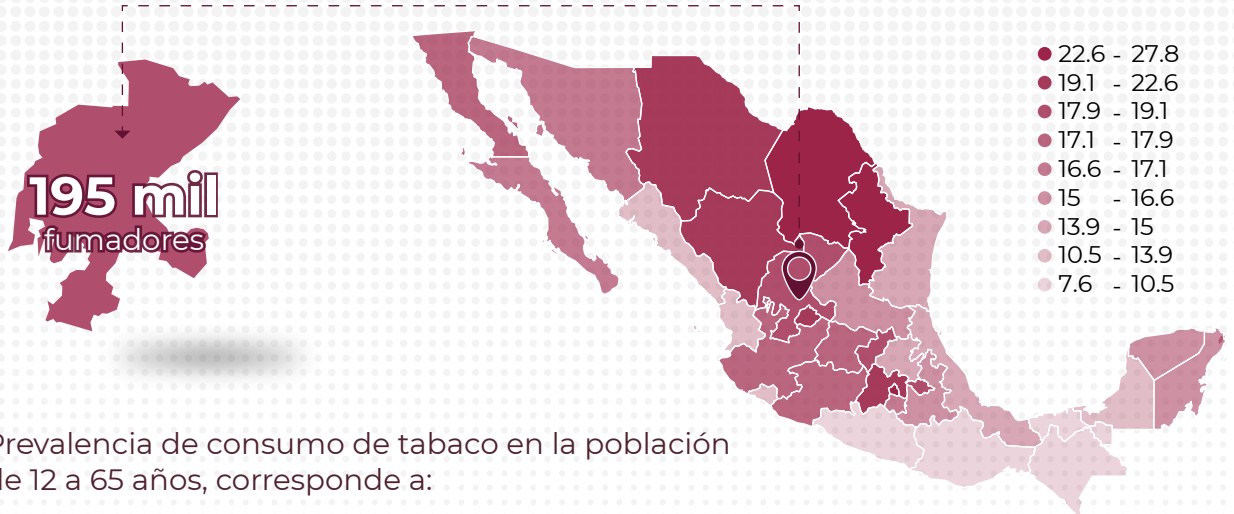 195 mil
fumadores
22.6 - 27.8
19.1 - 22.6
17.9 - 19.1
17.1 - 17.9
16.6 - 17.1
15 - 16.6
13.9 - 15
10.5 - 13.9
7.6 - 10.5
Prevalencia de consumo de tabaco en la población
de 12 a 65 años, corresponde a: